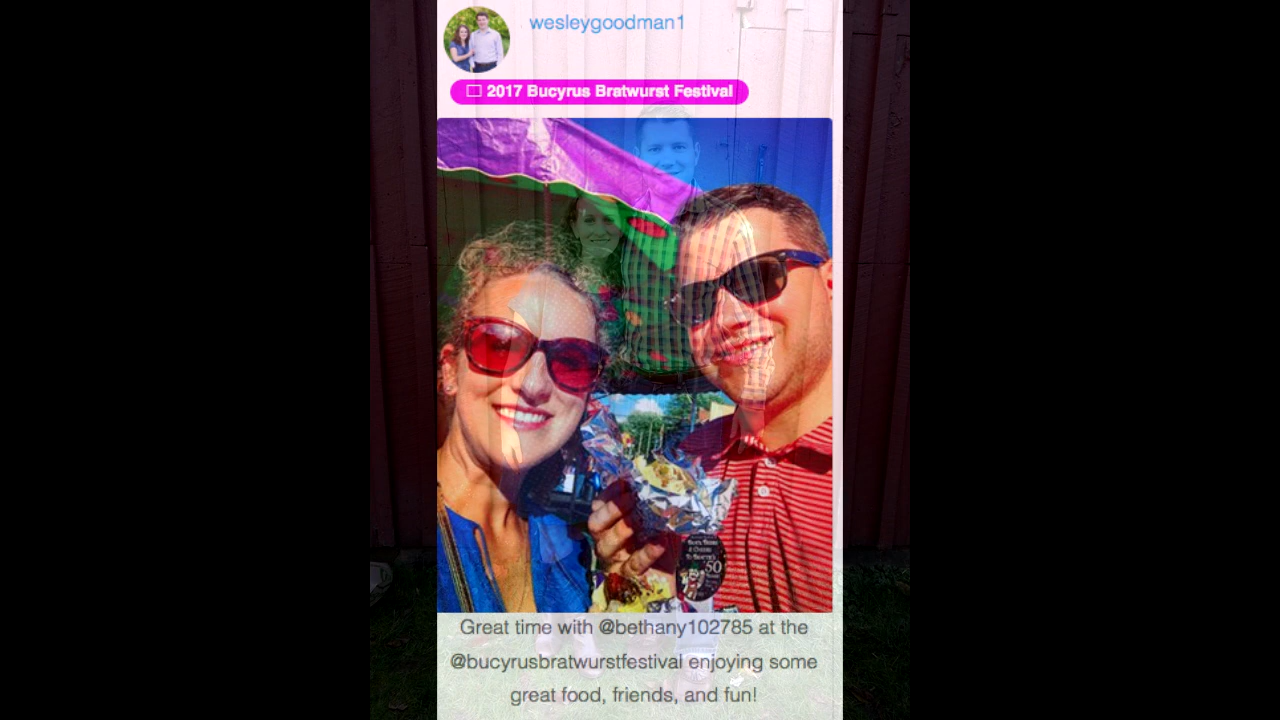 wesleygoodman1
2017 Bucyrus Bratwurst Festival
50
Great time with @bethany102785 at the
@bucyrusbratwurstfestival enjoying some
great food, friends, and fun!